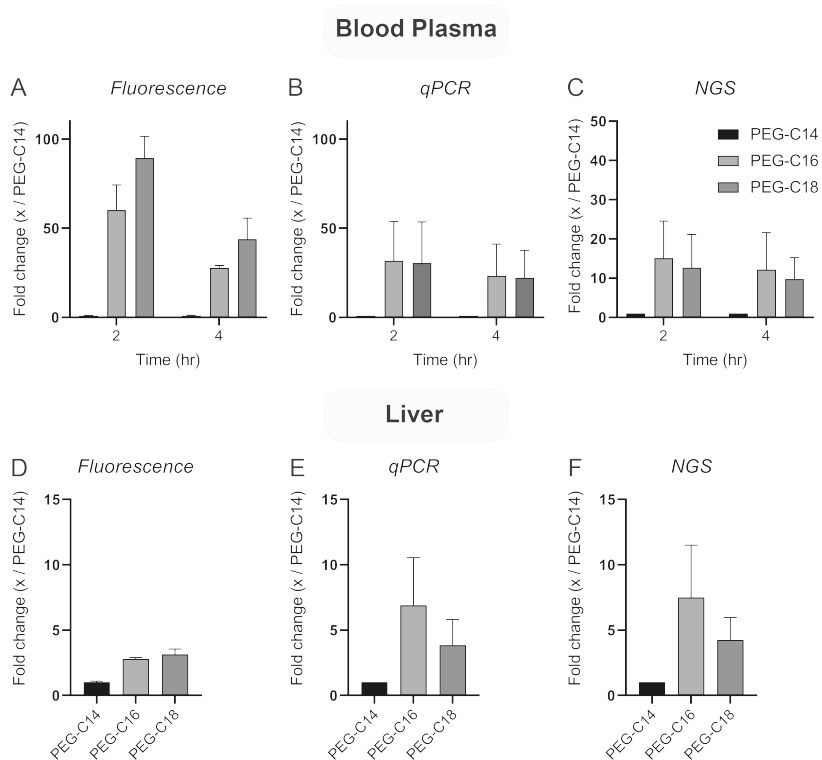 Blood Plasma
A Fluorescence
Fold change (x / PEG-C14)
100
50
0
2 4
Time (hr)
B qPCR
Fold change (x / PEG-C14)
100
50
0
2 4
Time (hr)
C NGS
Fold change (x / PEG-C14)
50
40
30
20
10
0
2 4
Time (hr)
PEG-C14
PEG-C16
PEG-C18
Liver
D Fluorescence
Fold change (x / PEG-C14)
15
10
5
0
PEG-C14
PEG-C16
PEG-C18
E qPCR
Fold change (x / PEG-C14)
15
10
5
0
PEG-C14
PEG-C16
PEG-C18
F NGS
Fold change (x / PEG-C14)
15
10
5
0
PEG-C14
PEG-C16
PEG-C18